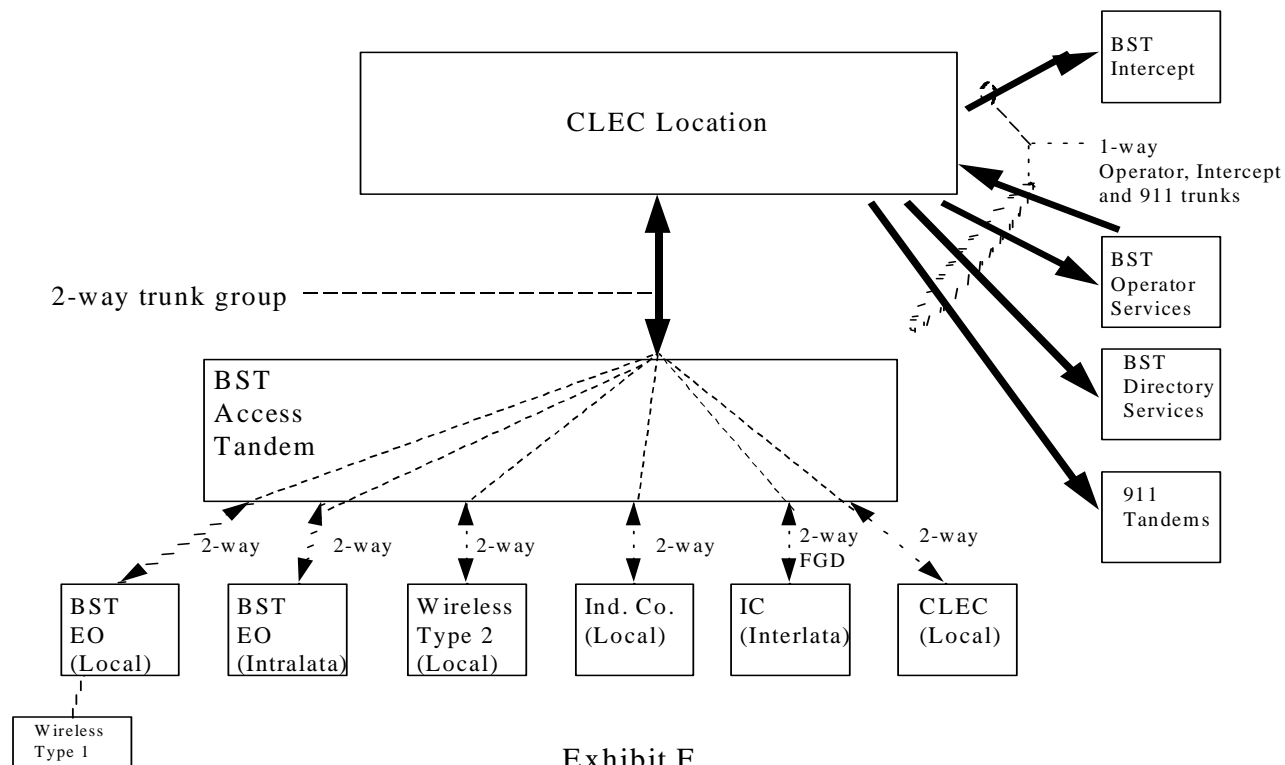 BST
Intercept
CLEC Location
1-way
Operator, Intercept
and 911 trunks
BST
Operator
Services
2-way trunk group
BST
Directory
Services
BST
Access
Tandem
911
Tandems
2-way
2-way
2-way
2-way
2-way
FGD
2-way
BST
EO
(Local)
BST
EO
(Intralata)
Wireless
Type 2
(Local)
Ind. Co.
(Local)
IC
(Interlata)
CLEC
(Local)
Wireless
Type 1